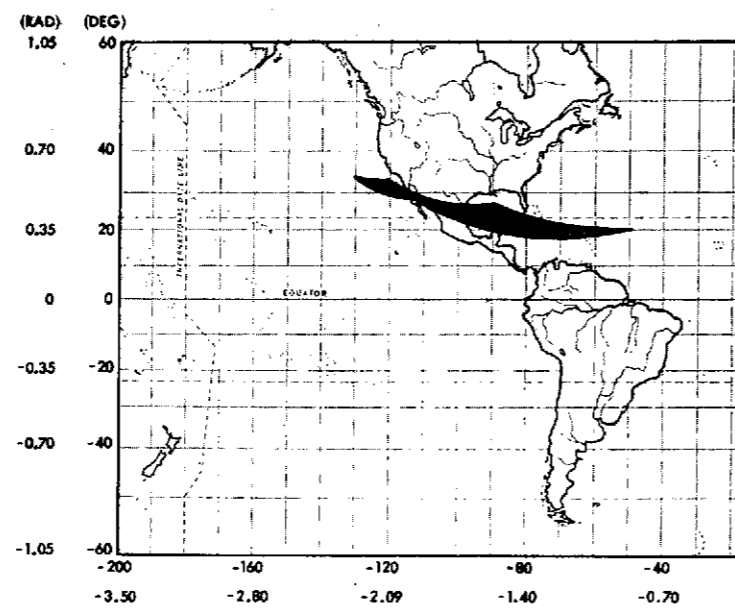 (RAD) (DEG)
1.05 60
0.70 40
0.35 20
0 0
-0.35 -20
-0.70 -40
-1.05 -60
INTERNATIONAL DATE LINE
EQUATOR
-200 -160 -120 -80 -40
-3.50 -2.80 -2.09 -1.40 -0.70